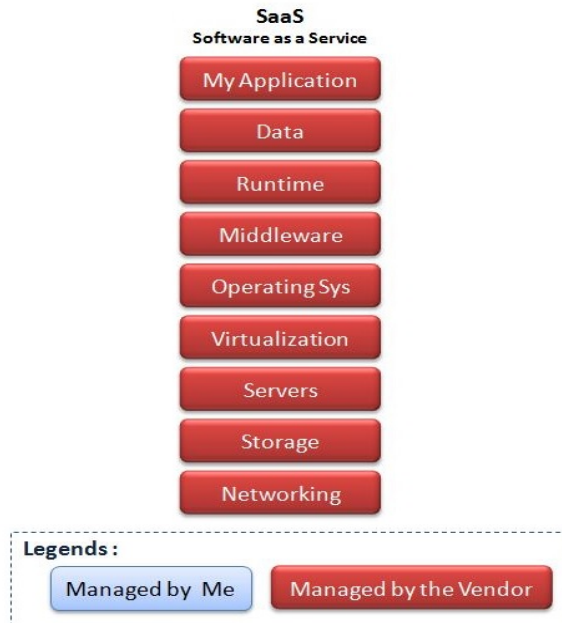 SaaS
Software as a Service
My Application
Data
Runtime
Middleware
Operating Sys
Virtualization
Servers
Storage
Networking
Legends :
Managed by Me
Managed by the Vendor